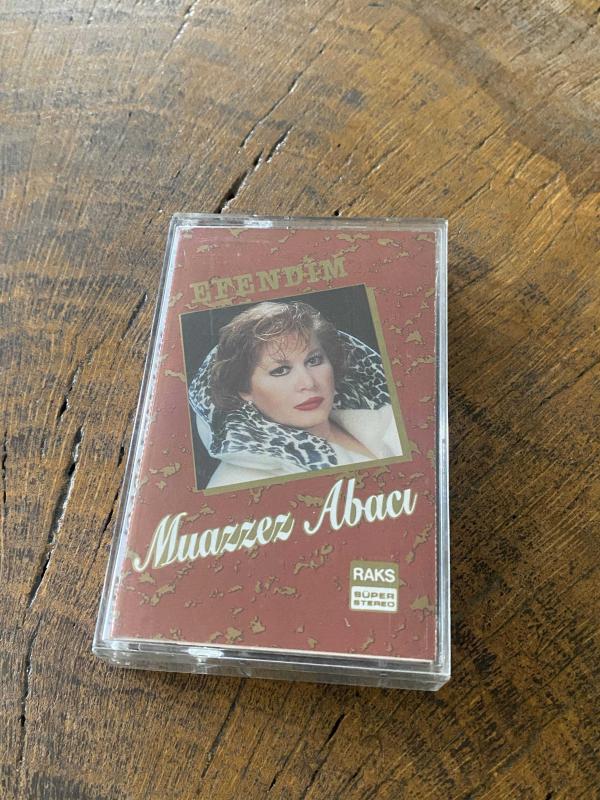 EFENDİM
Muazzez Abacı
RAKS
SÜPER
STEREO